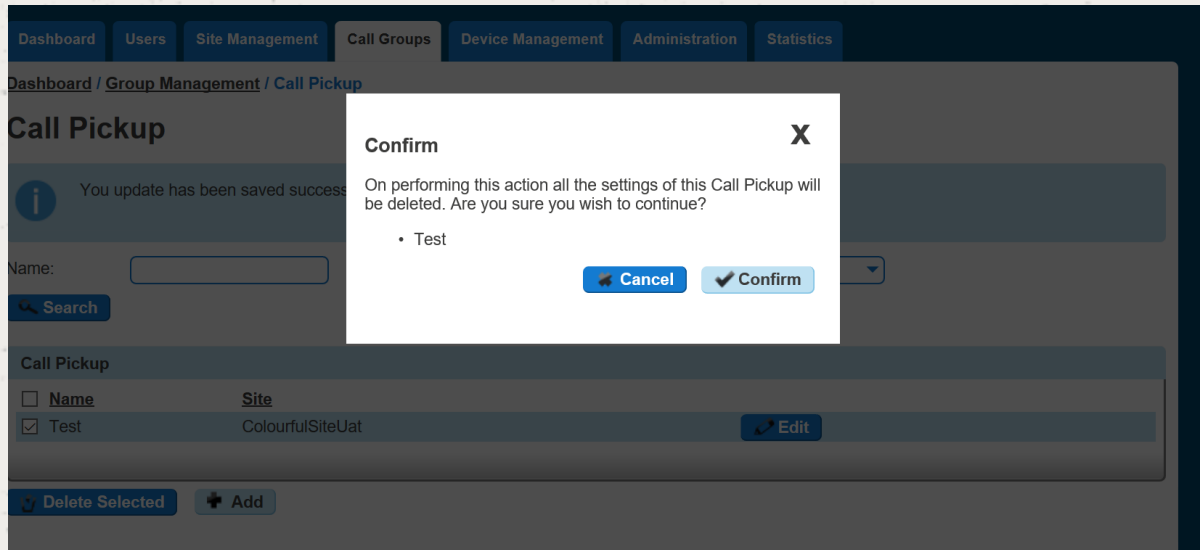 Dashboard Users Site Management Call Groups Device Management Administration Statistics
Dashboard / Group Management / Call Pickup
Call Pickup
You update has been saved success
Confirm X
On performing this action all the settings of this Call Pickup will
be deleted. Are you sure you wish to continue?
• Test
Cancel Confirm
Name:
Search
Call Pickup
Name Site
Test ColourfulSiteUat Edit
Delete Selected Add